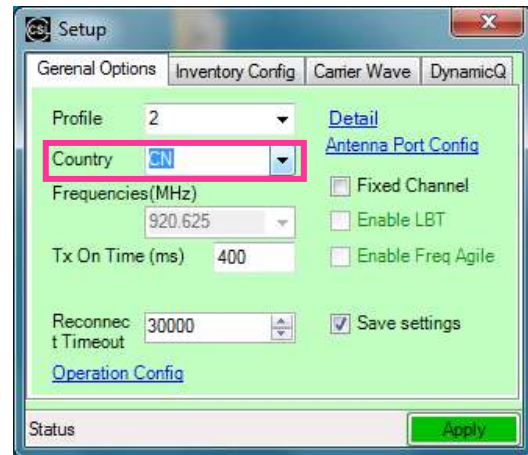 CSL Setup
Gerenal Options Inventory Config Carrier Wave DynamicQ
Profile 2 Detail
Antenna Port Config
Country CN
Fixed Channel
Frequencies(MHz)
920.625 Enable LBT
Tx On Time (ms) 400 Enable Freq Agile
Reconnec
t Timeout 30000 Save settings
Operation Config
Status Apply